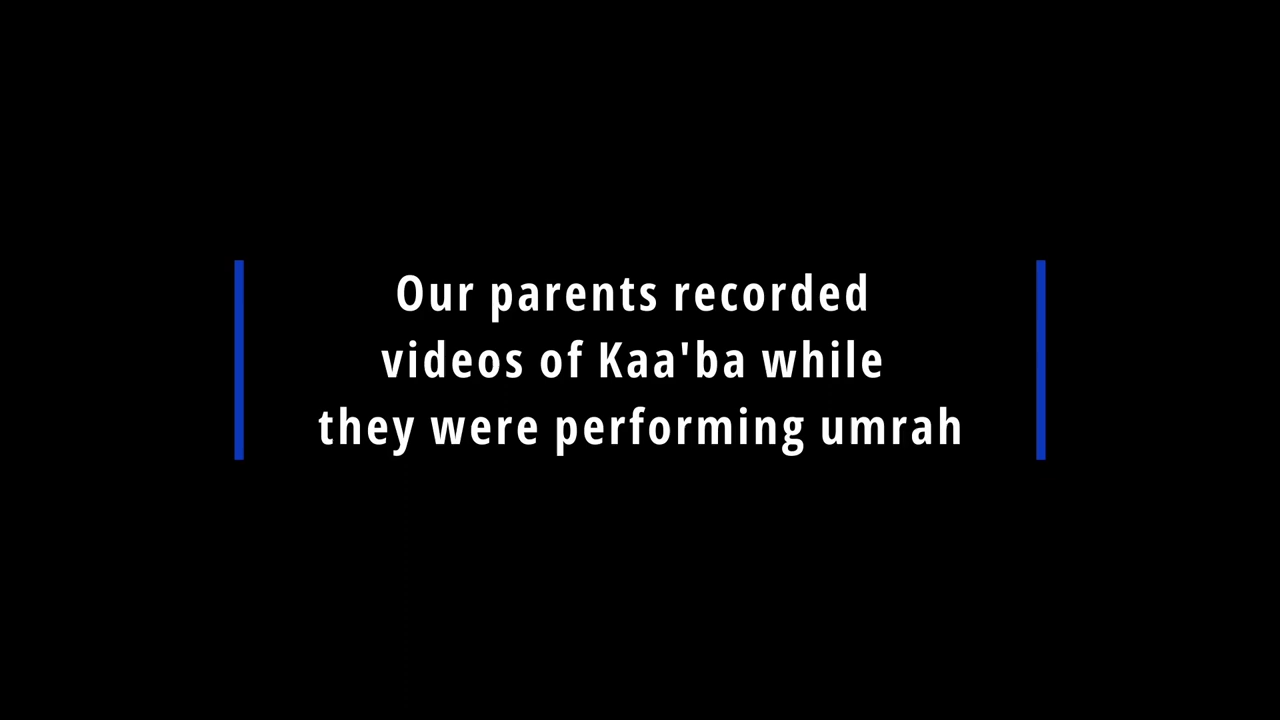 Our parents recorded
videos of Kaa'ba while
they were performing umrah